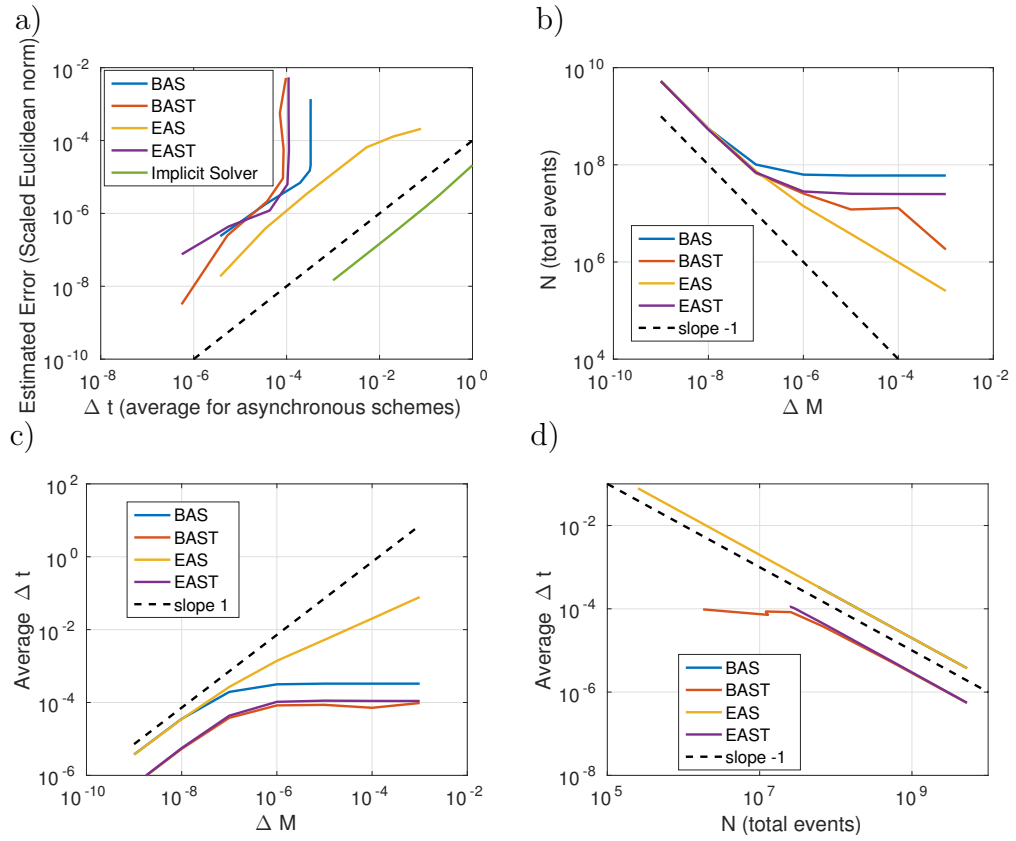 a)
Estimated Error (Scaled Euclidean norm)
10^-2
10^-4
10^-6
10^-8
10^-10
BAS
BAST
EAS
EAST
Implicit Solver
10^-8
10^-6
10^-4
10^-2
10^0
Δ t (average for asynchronous schemes)
b)
N (total events)
10^10
10^8
10^6
10^4
BAS
BAST
EAS
EAST
slope -1
10^-10
10^-8
10^-6
10^-4
10^-2
Δ M
c)
Average Δ t
10^2
10^0
10^-2
10^-4
10^-6
BAS
BAST
EAS
EAST
slope 1
10^-10
10^-8
10^-6
10^-4
10^-2
Δ M
d)
Average Δ t
10^-2
10^-4
10^-6
10^-8
BAS
BAST
EAS
EAST
slope -1
10^5
10^7
10^9
N (total events)